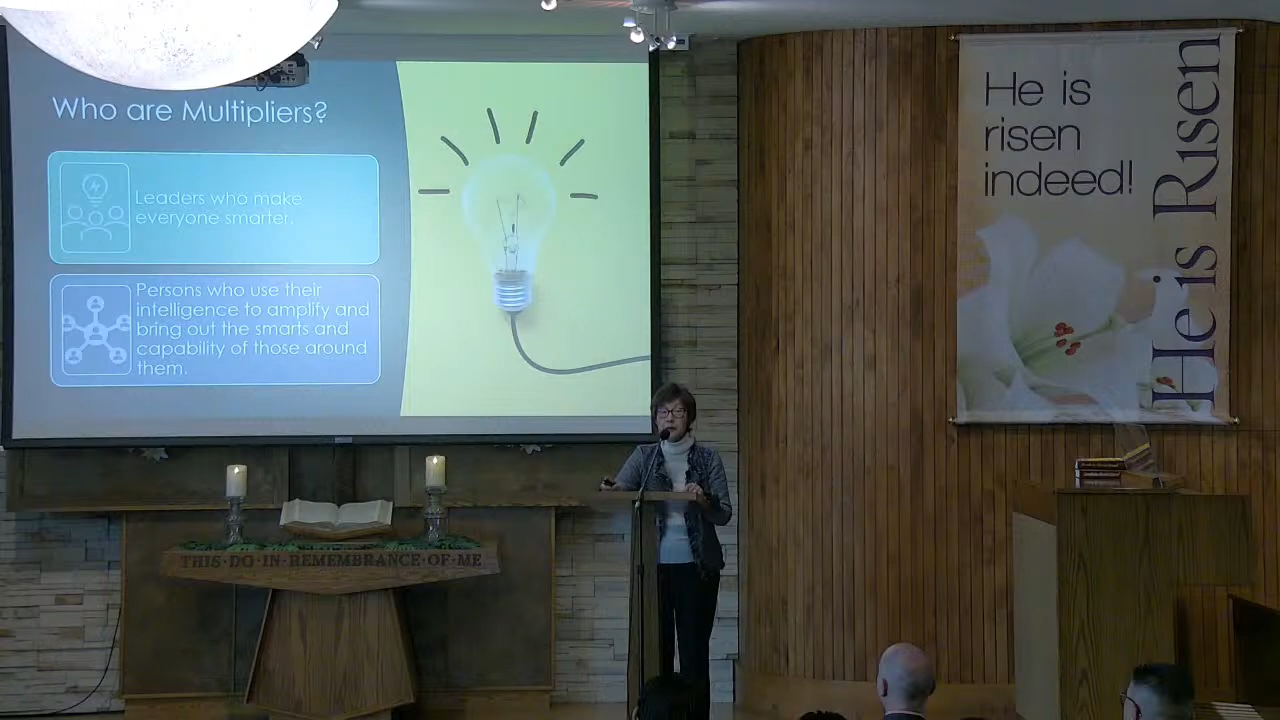 Who are Multipliers?
Leaders who make
everyone smarter.
Persons who use their
intelligence to amplify and
bring out the smarts and
capability of those around
them.
He is
risen
indeed!
He is Risen
THIS·DO·IN·REMEMBRANCE·OF·ME